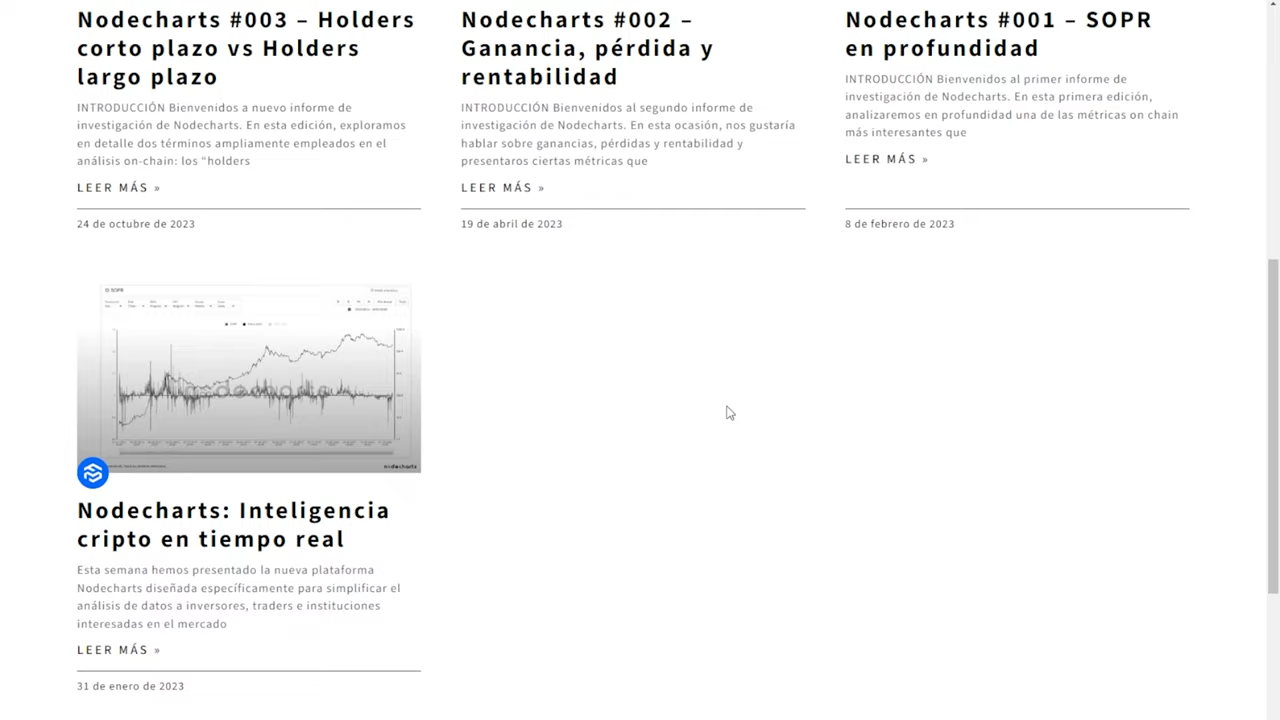 Nodecharts #003 – Holders
corto plazo vs Holders
largo plazo
INTRODUCCIÓN Bienvenidos a nuevo informe de
investigación de Nodecharts. En esta edición, exploramos
en detalle dos términos ampliamente empleados en el
análisis on-chain: los “holders
LEER MÁS »
24 de octubre de 2023
Nodecharts #002 –
Ganancia, pérdida y
rentabilidad
INTRODUCCIÓN Bienvenidos al segundo informe de
investigación de Nodecharts. En esta ocasión, nos gustaría
hablar sobre ganancias, pérdidas y rentabilidad y
presentaros ciertas métricas que
LEER MÁS »
19 de abril de 2023
Nodecharts #001 – SOPR
en profundidad
INTRODUCCIÓN Bienvenidos al primer informe de
investigación de Nodecharts. En esta primera edición,
analizaremos en profundidad una de las métricas on chain
más interesantes que
LEER MÁS »
8 de febrero de 2023
SOPR
nodecharts
nodecharts
Nodecharts: Inteligencia
cripto en tiempo real
Esta semana hemos presentado la nueva plataforma
Nodecharts diseñada específicamente para simplificar el
análisis de datos a inversores, traders e instituciones
interesadas en el mercado
LEER MÁS »
31 de enero de 2023